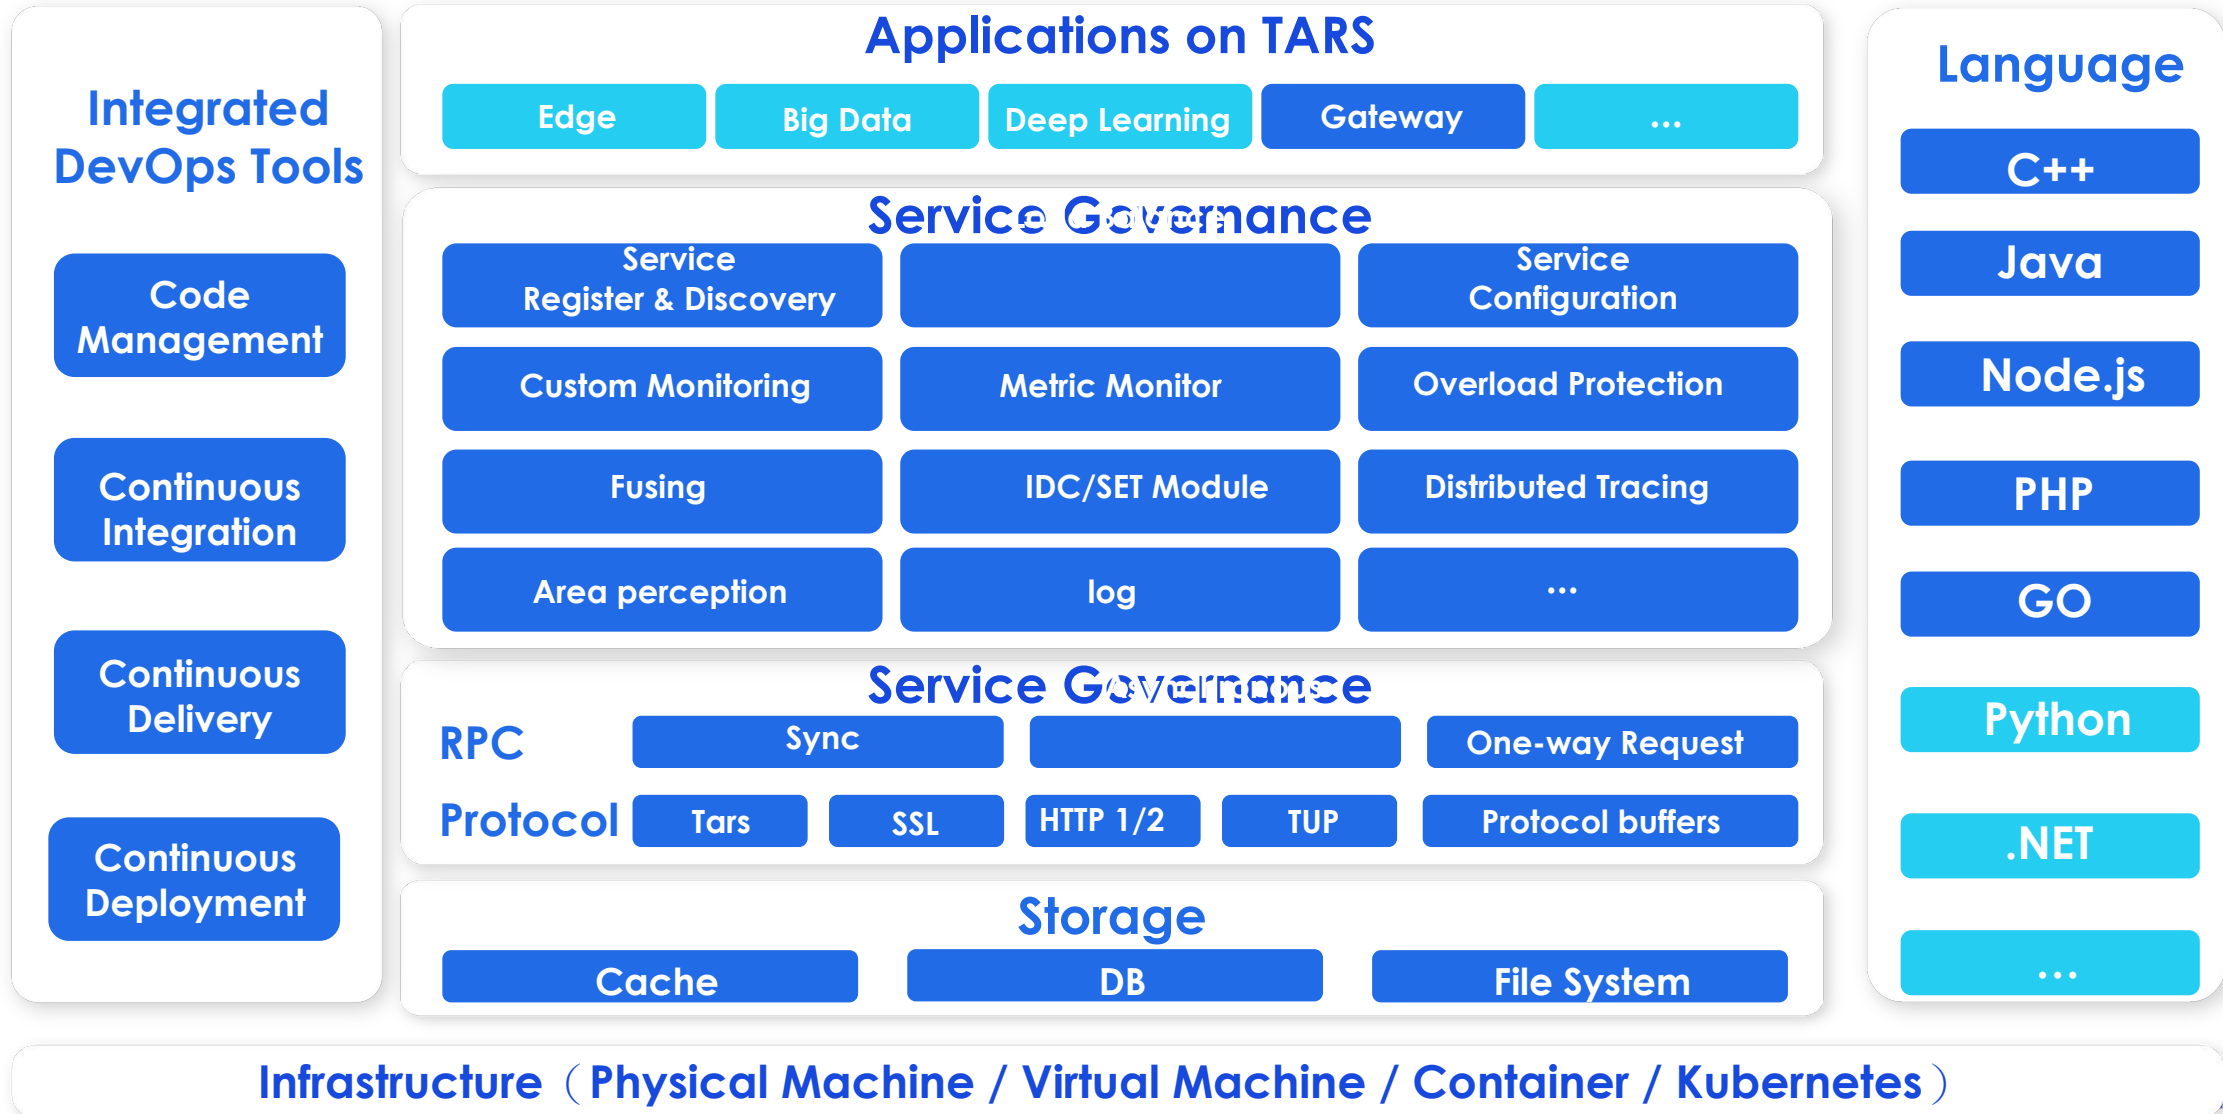 Integrated
DevOps Tools
Code
Management
Continuous
Integration
Continuous
Delivery
Continuous
Deployment
Applications on TARS
Edge
Big Data
Deep Learning
Gateway
...
Service Governance
Service
Register & Discovery
Service
Configuration
Custom Monitoring
Metric Monitor
Overload Protection
Fusing
IDC/SET Module
Distributed Tracing
Area perception
log
...
Service Governance
Asynchronous
RPC
Sync
One-way Request
Protocol
Tars
SSL
HTTP 1/2
TUP
Protocol buffers
Storage
Cache
DB
File System
Language
C++
Java
Node.js
PHP
GO
Python
.NET
...
Infrastructure（Physical Machine / Virtual Machine / Container / Kubernetes）